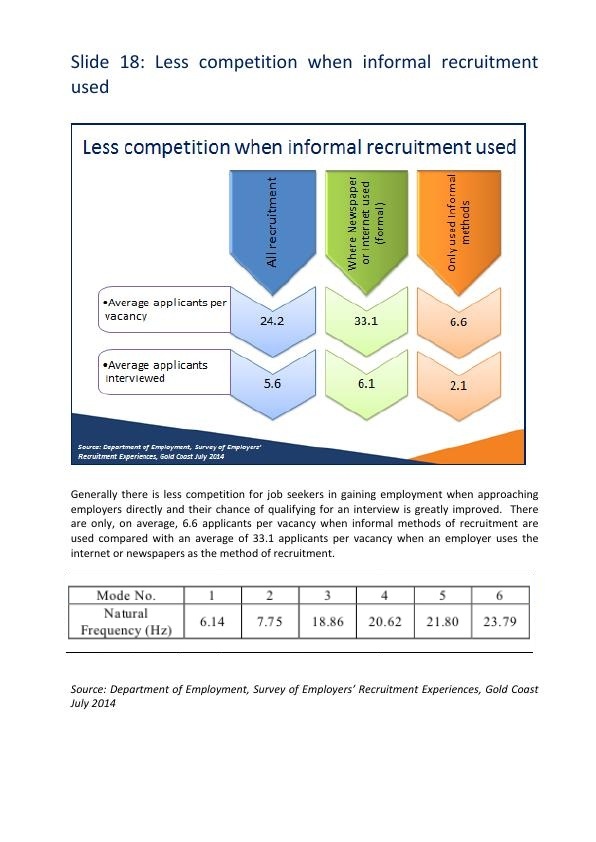 Slide 18: Less competition when informal recruitment
used
Less competition when informal recruitment used
All recruitment
Where Newspaper
or Internet used
(formal)
Only used Informal
methods
•Average applicants per
vacancy
24.2
33.1
6.6
•Average applicants
interviewed
5.6
6.1
2.1
Source: Department of Employment, Survey of Employers'
Recruitment Experiences, Gold Coast July 2014
Generally there is less competition for job seekers in gaining employment when approaching
employers directly and their chance of qualifying for an interview is greatly improved. There
are only, on average, 6.6 applicants per vacancy when informal methods of recruitment are
used compared with an average of 33.1 applicants per vacancy when an employer uses the
internet or newspapers as the method of recruitment.
Mode No. 1 2 3 4 5 6
Natural
Frequency (Hz) 6.14 7.75 18.86 20.62 21.80 23.79
Source: Department of Employment, Survey of Employers' Recruitment Experiences, Gold Coast
July 2014